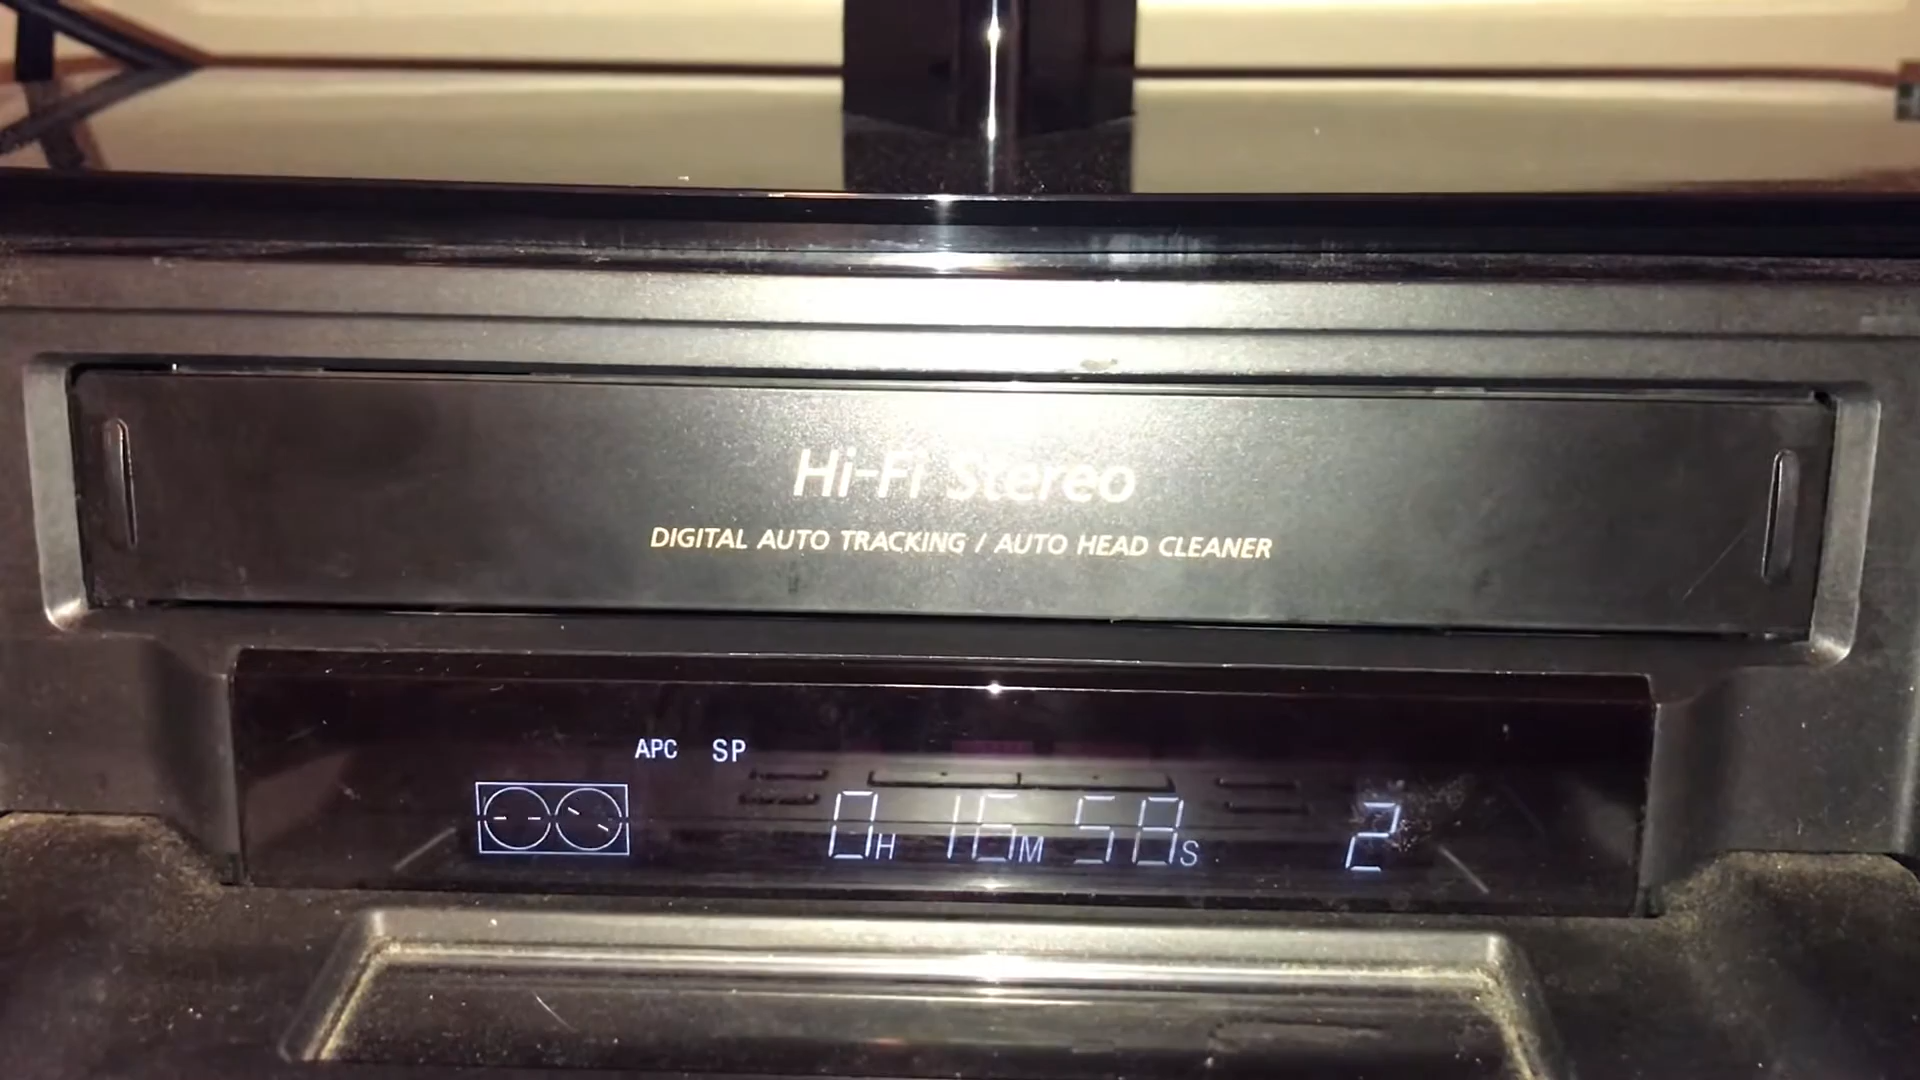 Hi-Fi Stereo
DIGITAL AUTO TRACKING / AUTO HEAD CLEANER
APC SP
0H 16M 58S 2